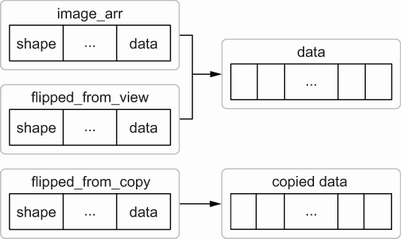 image_arr
shape ... data
data
...
flipped_from_view
shape ... data
flipped_from_copy
shape ... data
copied data
...